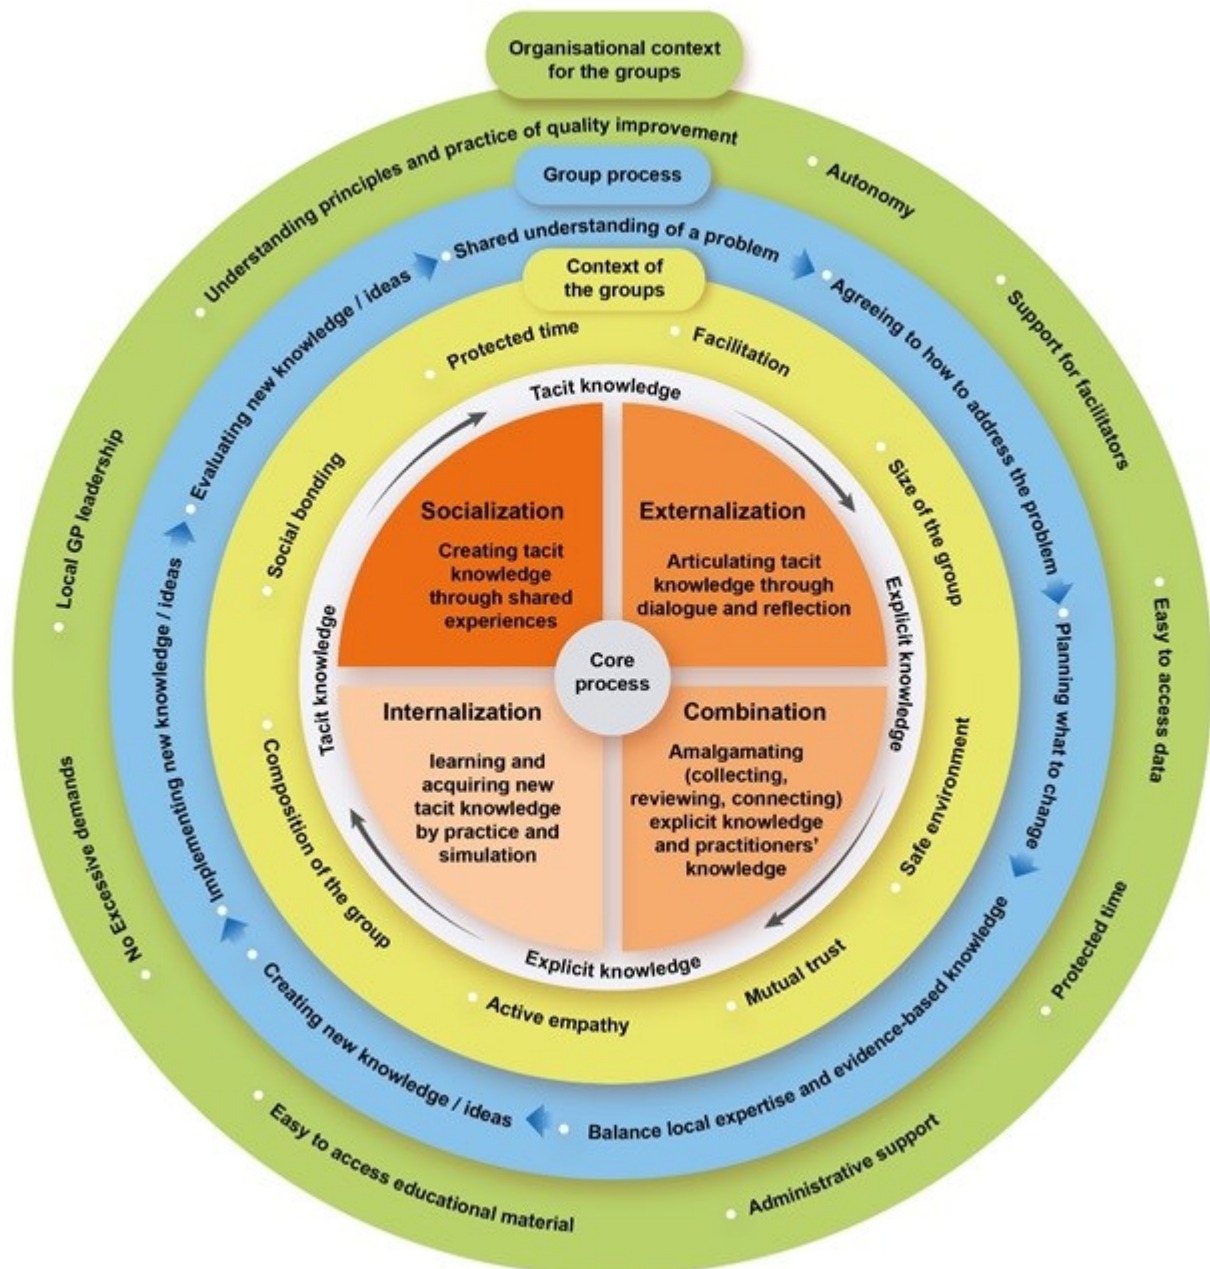 Organisational context
for the groups
Understanding principles and practice of quality improvement
Autonomy
Support for facilitators
Easy to access data
Protected time
Administrative support
Easy to access educational material
No Excessive demands
Local GP leadership
Group process
Shared understanding of a problem
Agreeing to how to address the problem
Planning what to change
Balance local expertise and evidence-based knowledge
Creating new knowledge / ideas
Implementing new knowledge / ideas
Evaluating new knowledge / ideas
Context of
the groups
Protected time
Facilitation
Size of the group
Safe environment
Mutual trust
Active empathy
Composition of the group
Social bonding
Tacit knowledge
Explicit knowledge
Explicit knowledge
Tacit knowledge
Socialization
Creating tacit
knowledge
through shared
experiences
Externalization
Articulating tacit
knowledge through
dialogue and reflection
Core
process
Internalization
learning and
acquiring new
tacit knowledge
by practice and
simulation
Combination
Amalgamating
(collecting,
reviewing, connecting)
explicit knowledge
and practitioners’
knowledge